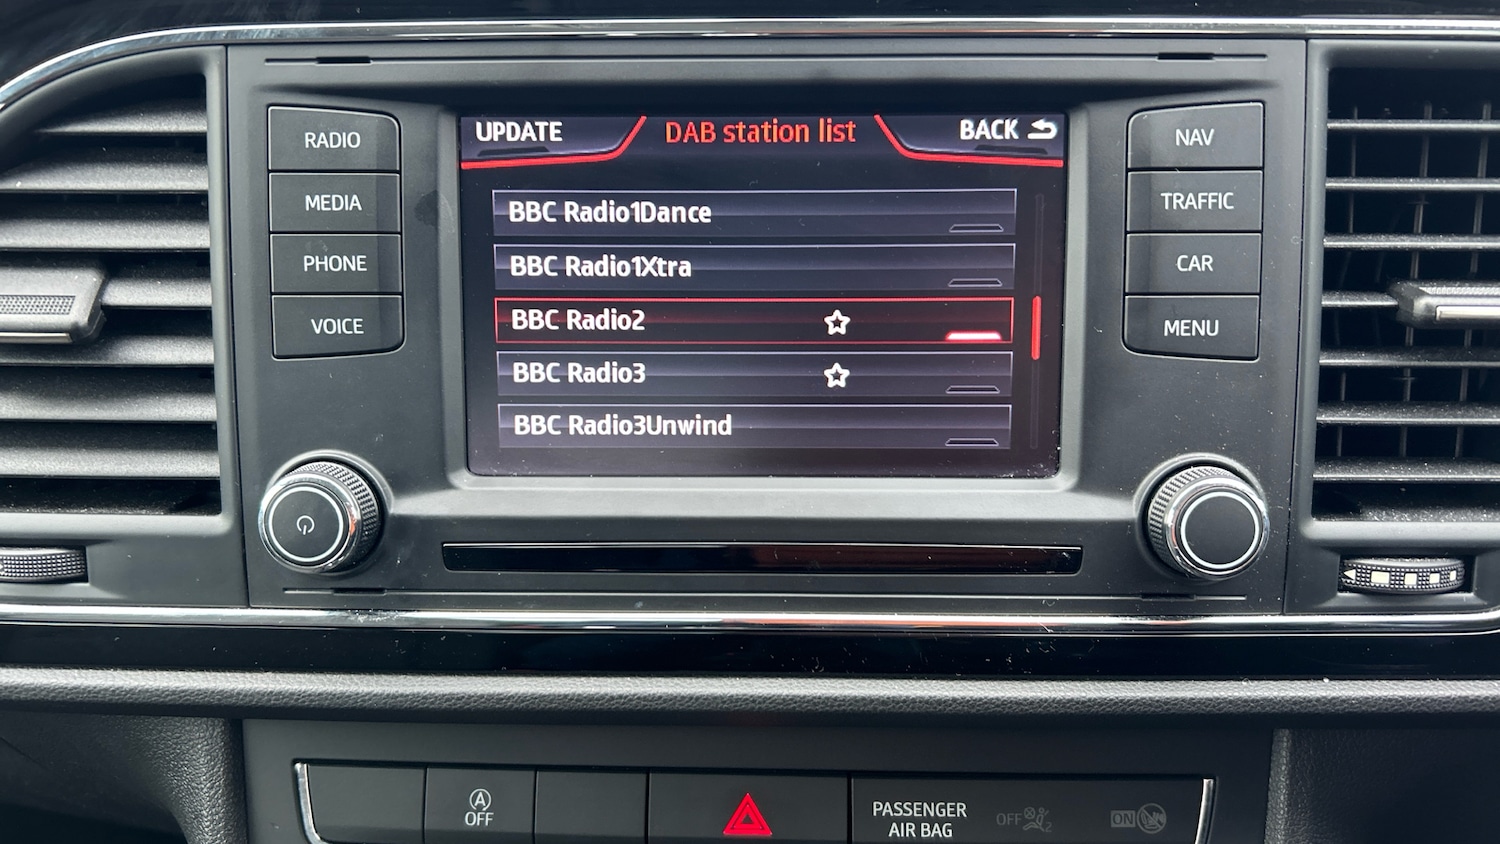 UPDATE
DAB station list
BACK
BBC Radio1Dance
BBC Radio1Xtra
BBC Radio2
BBC Radio3
BBC Radio3Unwind
RADIO
MEDIA
PHONE
VOICE
NAV
TRAFFIC
CAR
MENU
A
OFF
PASSENGER
AIR BAG
OFF
2
ON